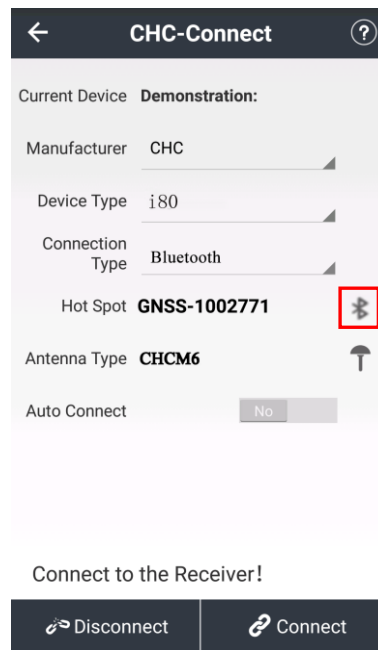 CHC-Connect ?
Current Device Demonstration:
Manufacturer CHC
Device Type i80
Connection
Type Bluetooth
Hot Spot GNSS-1002771
Antenna Type CHCM6
Auto Connect No
Connect to the Receiver!
Disconnect Connect